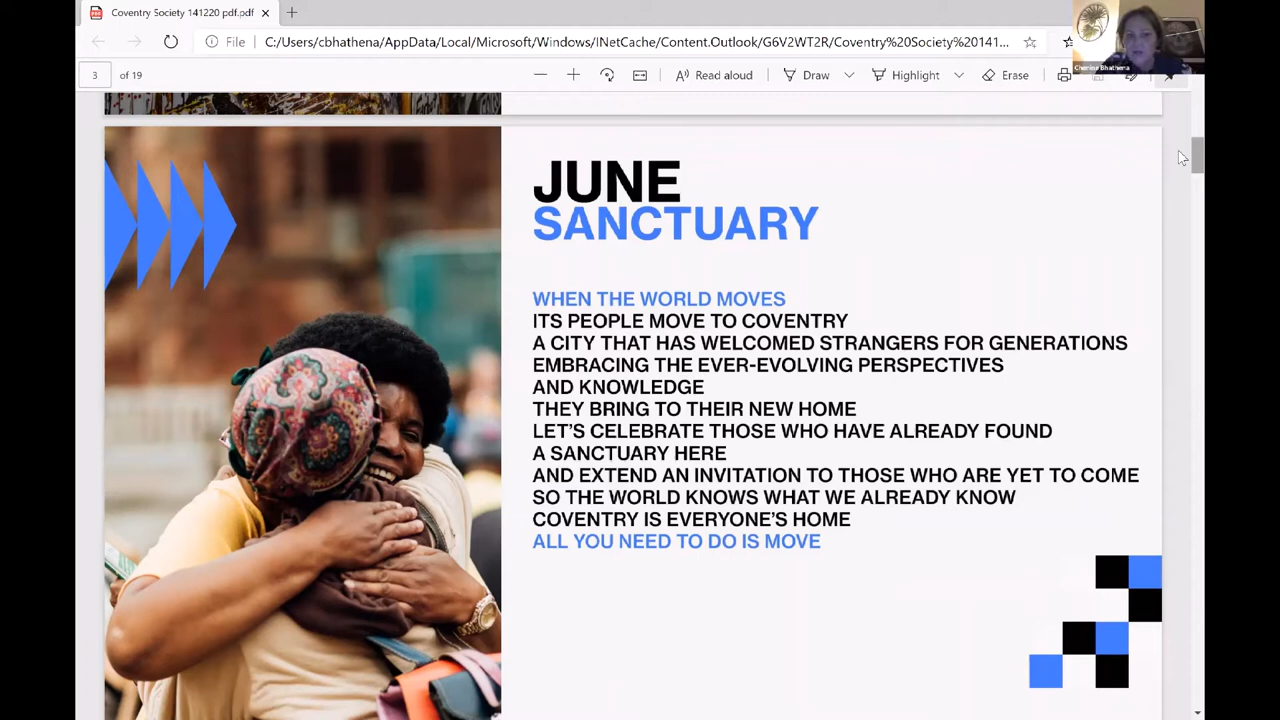 Coventry Society 141220 pdf.pdf
File
C:/Users/cbhathena/AppData/Local/Microsoft/Windows/INetCache/Content.Outlook/G6V2WT2R/Coventry%20Society%20141...
3 of 19
Read aloud
Draw
Highlight
Erase
Chenine Bhathena
JUNE
SANCTUARY
WHEN THE WORLD MOVES
ITS PEOPLE MOVE TO COVENTRY
A CITY THAT HAS WELCOMED STRANGERS FOR GENERATIONS
EMBRACING THE EVER-EVOLVING PERSPECTIVES
AND KNOWLEDGE
THEY BRING TO THEIR NEW HOME
LET'S CELEBRATE THOSE WHO HAVE ALREADY FOUND
A SANCTUARY HERE
AND EXTEND AN INVITATION TO THOSE WHO ARE YET TO COME
SO THE WORLD KNOWS WHAT WE ALREADY KNOW
COVENTRY IS EVERYONE'S HOME
ALL YOU NEED TO DO IS MOVE